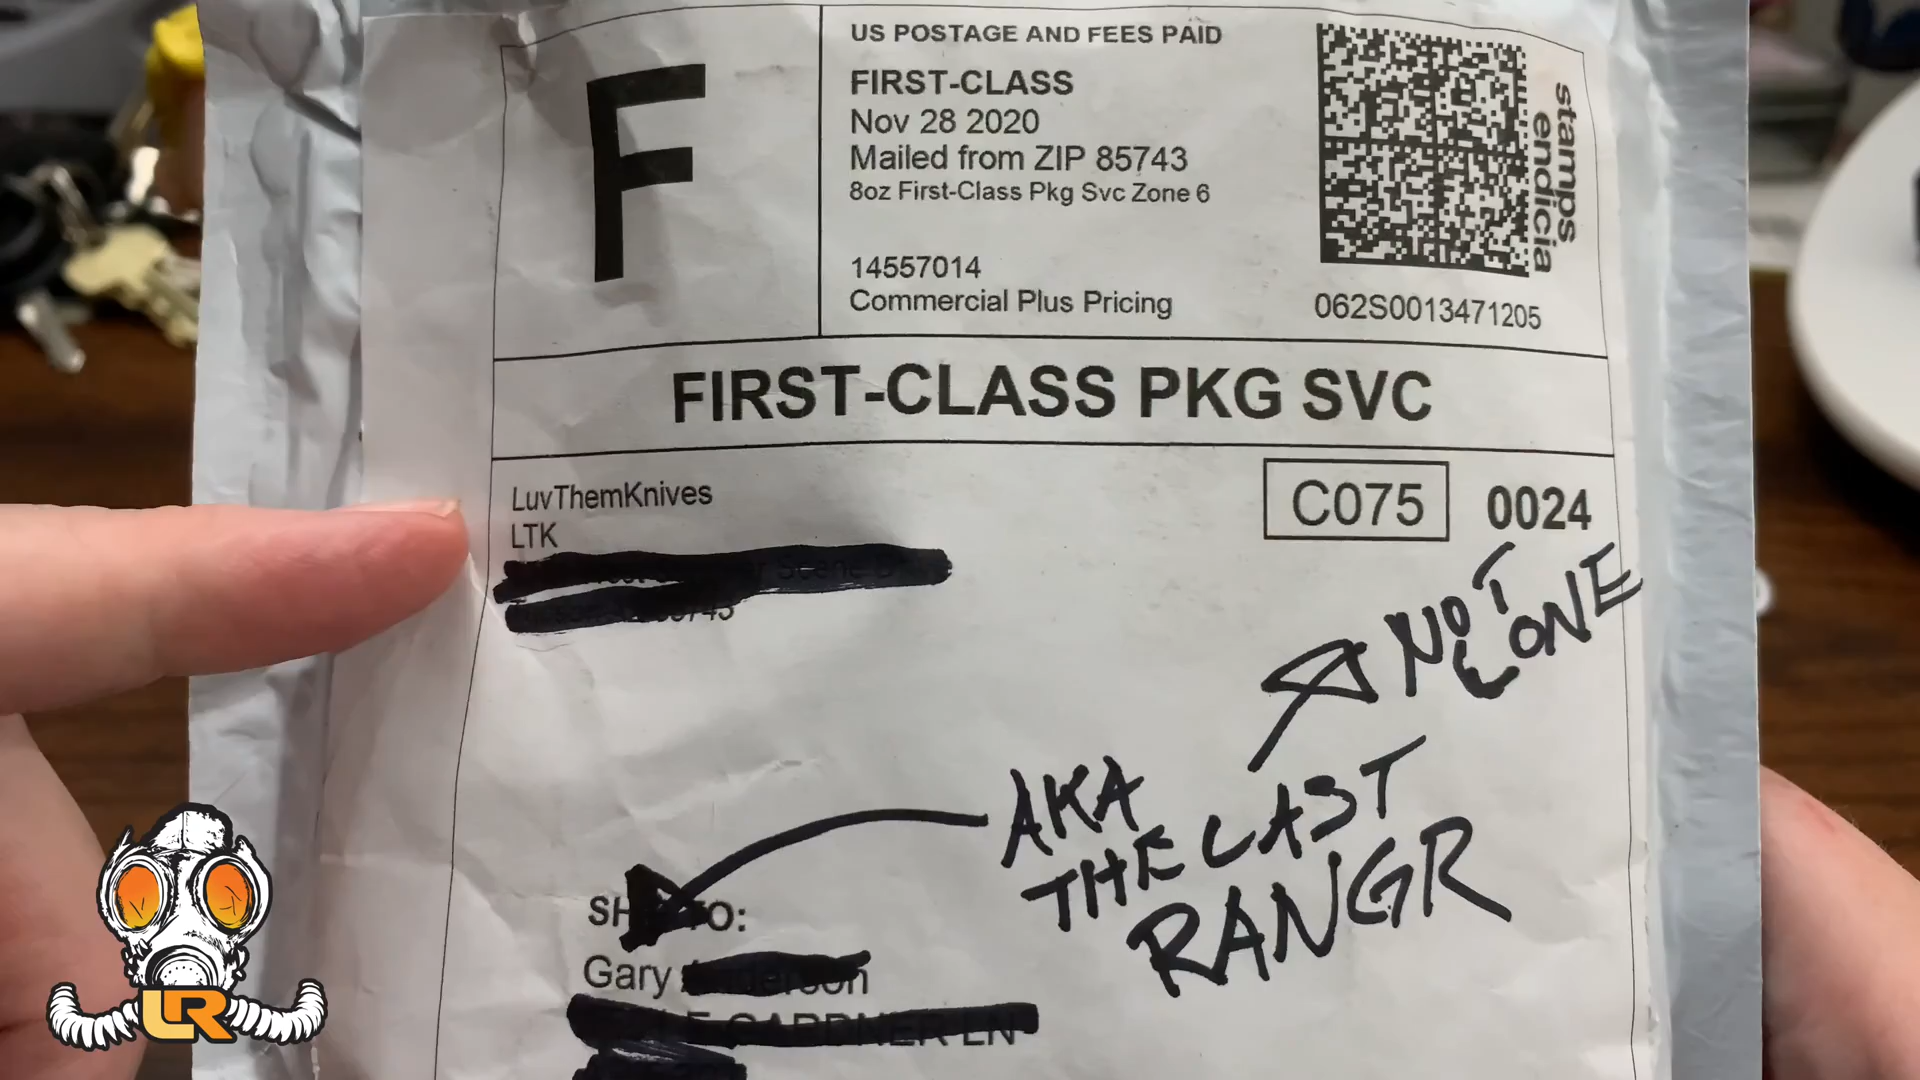 F
US POSTAGE AND FEES PAID
FIRST-CLASS
Nov 28 2020
Mailed from ZIP 85743
8oz First-Class Pkg Svc Zone 6
14557014
Commercial Plus Pricing
stamps
endicia
062S0013471205
FIRST-CLASS PKG SVC
LuvThemKnives
LTK
C075
0024
NOT
LONE
AKA
THE LAST
RANGR
TO:
Gary
LR